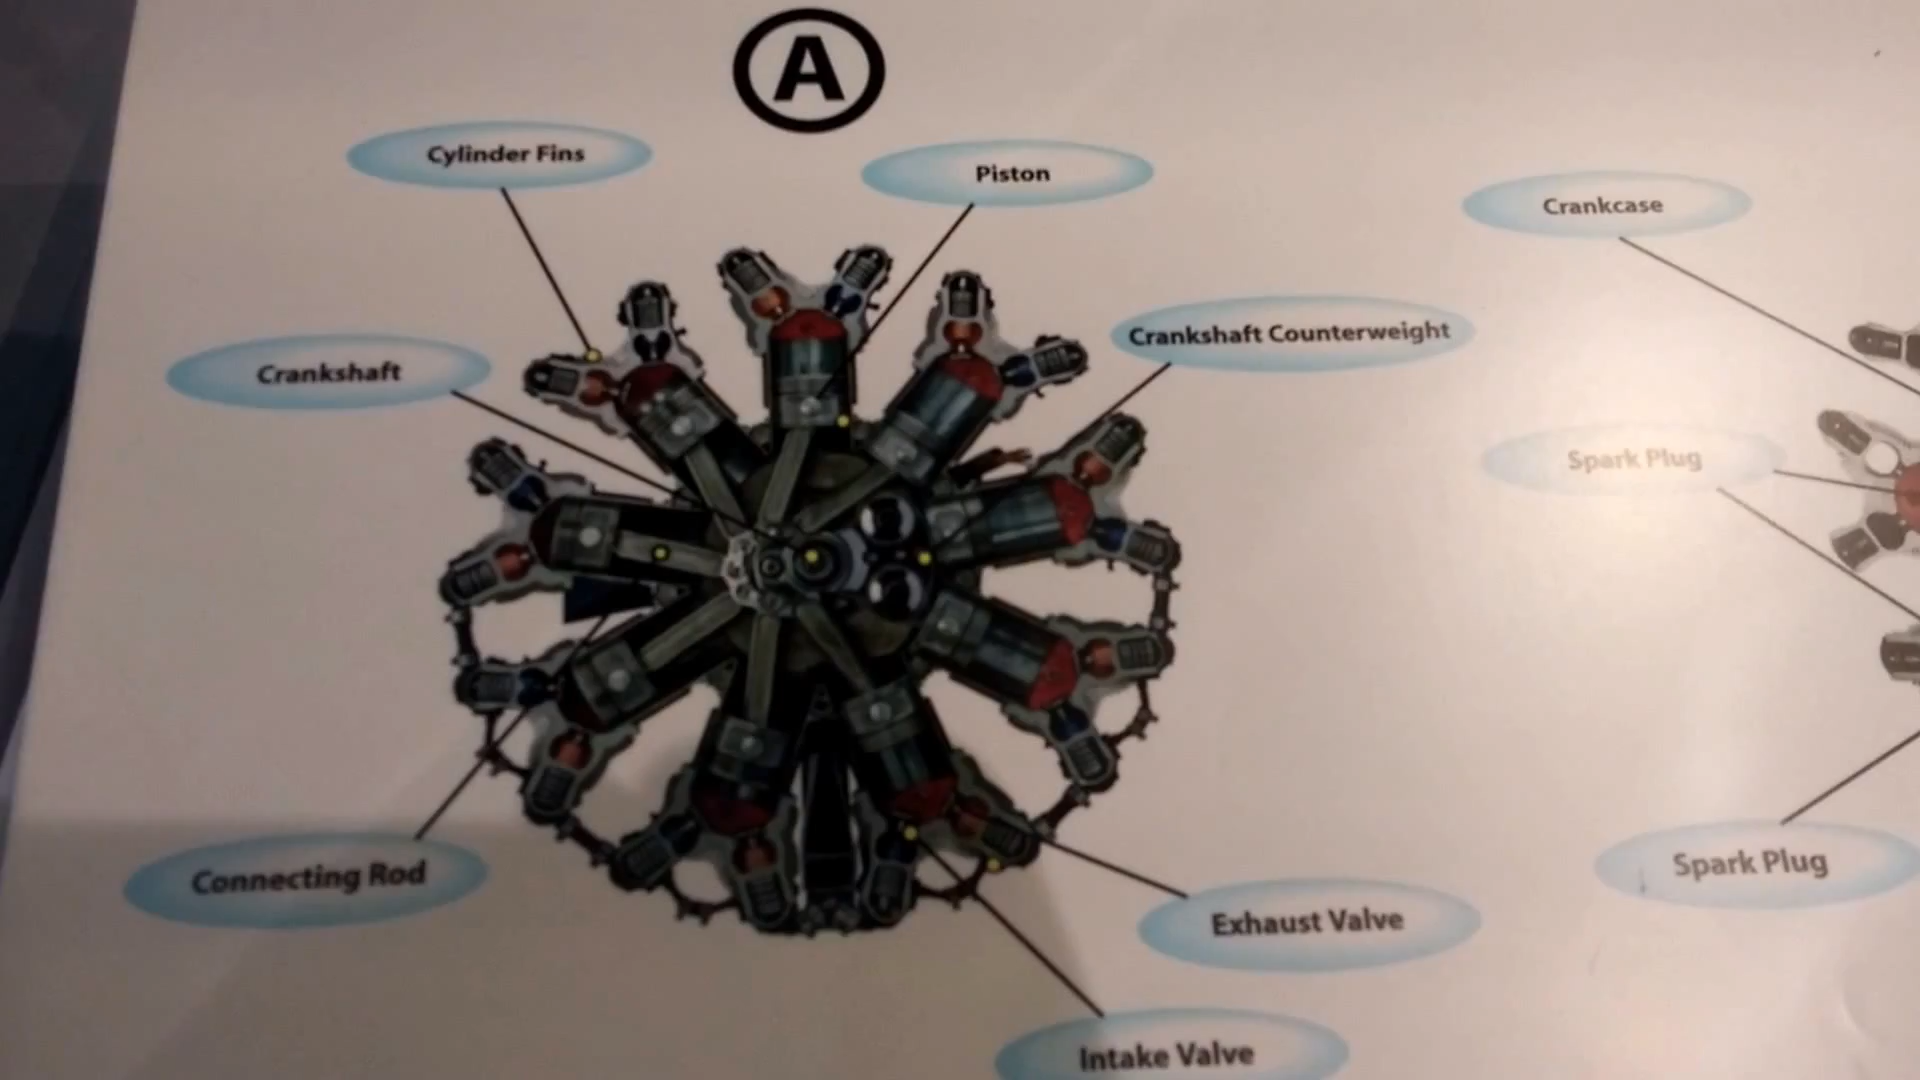 A
Cylinder Fins
Piston
Crankcase
Crankshaft Counterweight
Crankshaft
Spark Plug
Connecting Rod
Spark Plug
Exhaust Valve
Intake Valve